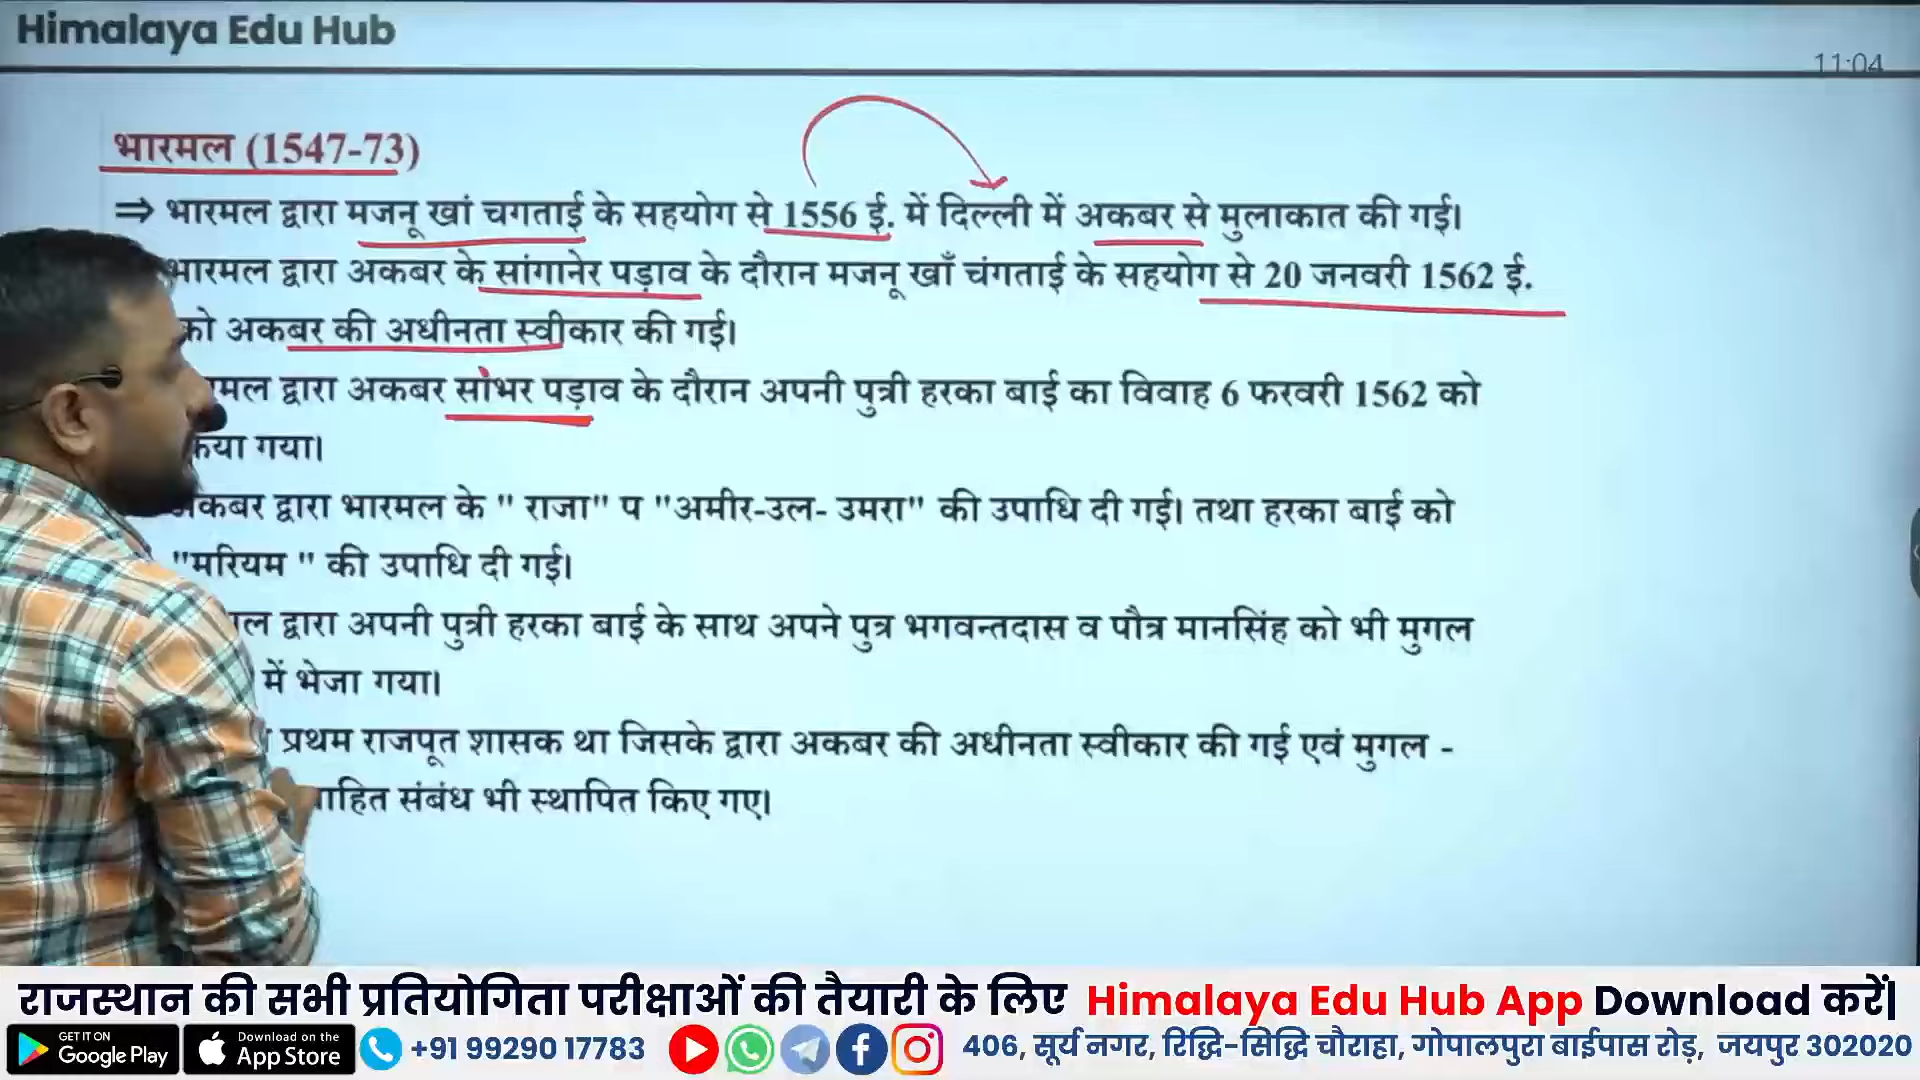 Himalaya Edu Hub
11:04
भारमल (1547-73)
⇒ भारमल द्वारा मजनू खां चगताई के सहयोग से 1556 ई. में दिल्ली में अकबर से मुलाकात की गई।
भारमल द्वारा अकबर के सांगानेर पड़ाव के दौरान मजनू खाँ चंगताई के सहयोग से 20 जनवरी 1562 ई.
को अकबर की अधीनता स्वीकार की गई।
द्वारा अकबर सांभर पड़ाव के दौरान अपनी पुत्री हरका बाई का विवाह 6 फरवरी 1562 को
गया।
अकबर द्वारा भारमल के " राजा" प "अमीर-उल- उमरा" की उपाधि दी गई। तथा हरका बाई को
"मरियम " की उपाधि दी गई।
द्वारा अपनी पुत्री हरका बाई के साथ अपने पुत्र भगवन्तदास व पौत्र मानसिंह को भी मुगल
में भेजा गया।
प्रथम राजपूत शासक था जिसके द्वारा अकबर की अधीनता स्वीकार की गई एवं मुगल -
संबंध भी स्थापित किए गए।
राजस्थान की सभी प्रतियोगिता परीक्षाओं की तैयारी के लिए Himalaya Edu Hub App Download करें|
GET IT ON Google Play Download on the App Store +91 99290 17783 406, सूर्य नगर, रिद्धि-सिद्धि चौराहा, गोपालपुरा बाईपास रोड़, जयपुर 302020